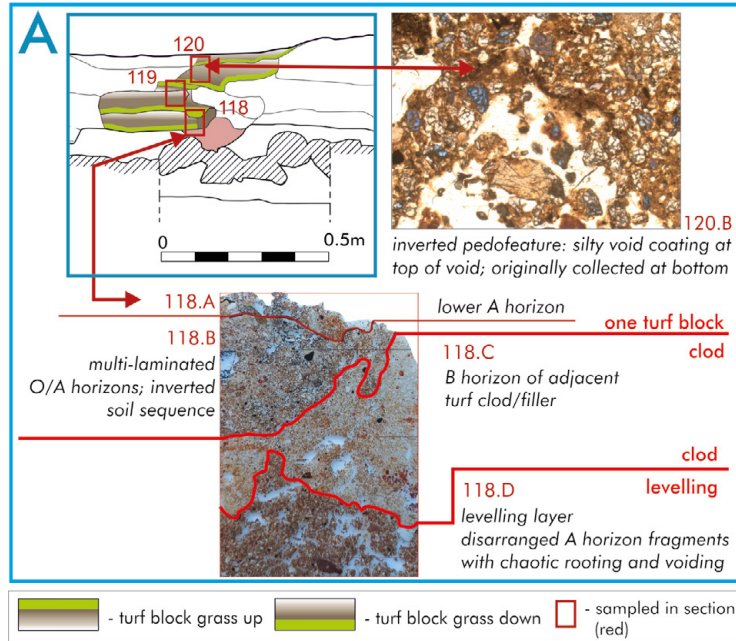 A
120
119
118
0
0.5m
120.B
inverted pedofeature: silty void coating at
top of void; originally collected at bottom
118.A
lower A horizon
one turf block
118.B
clod
multi-laminated
O/A horizons; inverted
soil sequence
118.C
B horizon of adjacent
turf clod/filler
clod
levelling
118.D
levelling layer
disarranged A horizon fragments
with chaotic rooting and voiding
- turf block grass up
- turf block grass down
- sampled in section
(red)